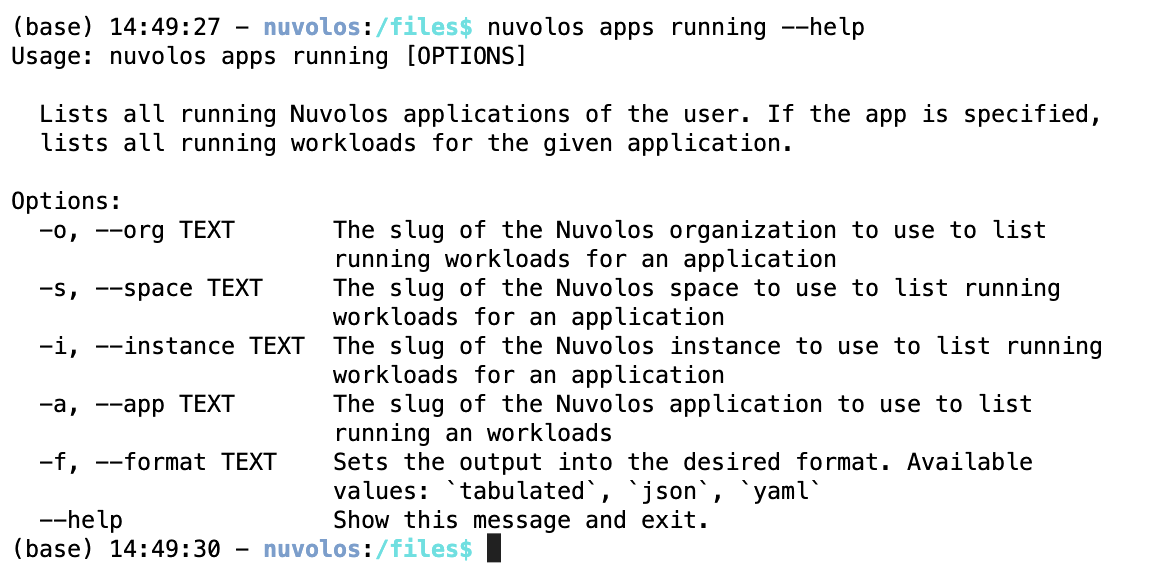 (base) 14:49:27 - nuvolos:/files$ nuvolos apps running --help
Usage: nuvolos apps running [OPTIONS]

  Lists all running Nuvolos applications of the user. If the app is specified,
  lists all running workloads for the given application.

Options:
  -o, --org TEXT       The slug of the Nuvolos organization to use to list
                       running workloads for an application
  -s, --space TEXT     The slug of the Nuvolos space to use to list running
                       workloads for an application
  -i, --instance TEXT  The slug of the Nuvolos instance to use to list running
                       workloads for an application
  -a, --app TEXT       The slug of the Nuvolos application to use to list
                       running an workloads
  -f, --format TEXT    Sets the output into the desired format. Available
                       values: `tabulated`, `json`, `yaml`
  --help               Show this message and exit.
(base) 14:49:30 - nuvolos:/files$